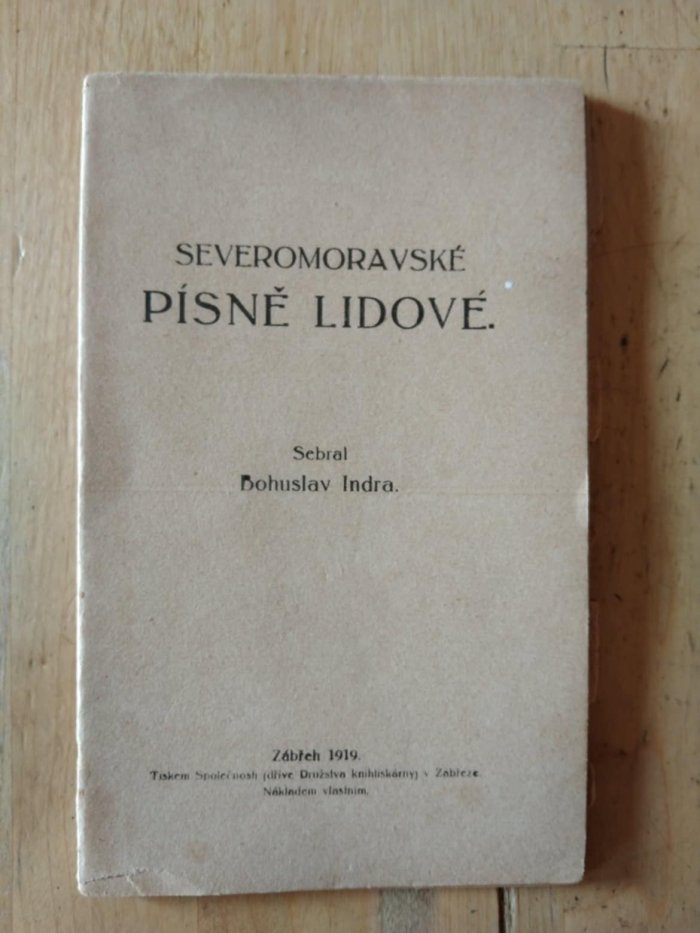 SEVEROMORAVSKÉ
PÍSNĚ LIDOVÉ.
Sebral
Bohuslav Indra.
Zábřeh 1919.
Tiskem Společnosti (dříve Družstva knihtiskárny) v Zábřeze.
Nákladem vlastním.